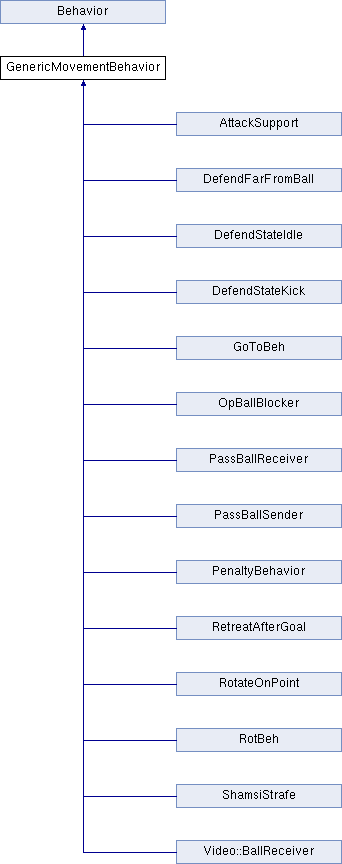 Behavior
GenericMovementBehavior
AttackSupport
DefendFarFromBall
DefendStateIdle
DefendStateKick
GoToBeh
OpBallBlocker
PassBallReceiver
PassBallSender
PenaltyBehavior
RetreatAfterGoal
RotateOnPoint
RotBeh
ShamsiStrafe
Video::BallReceiver